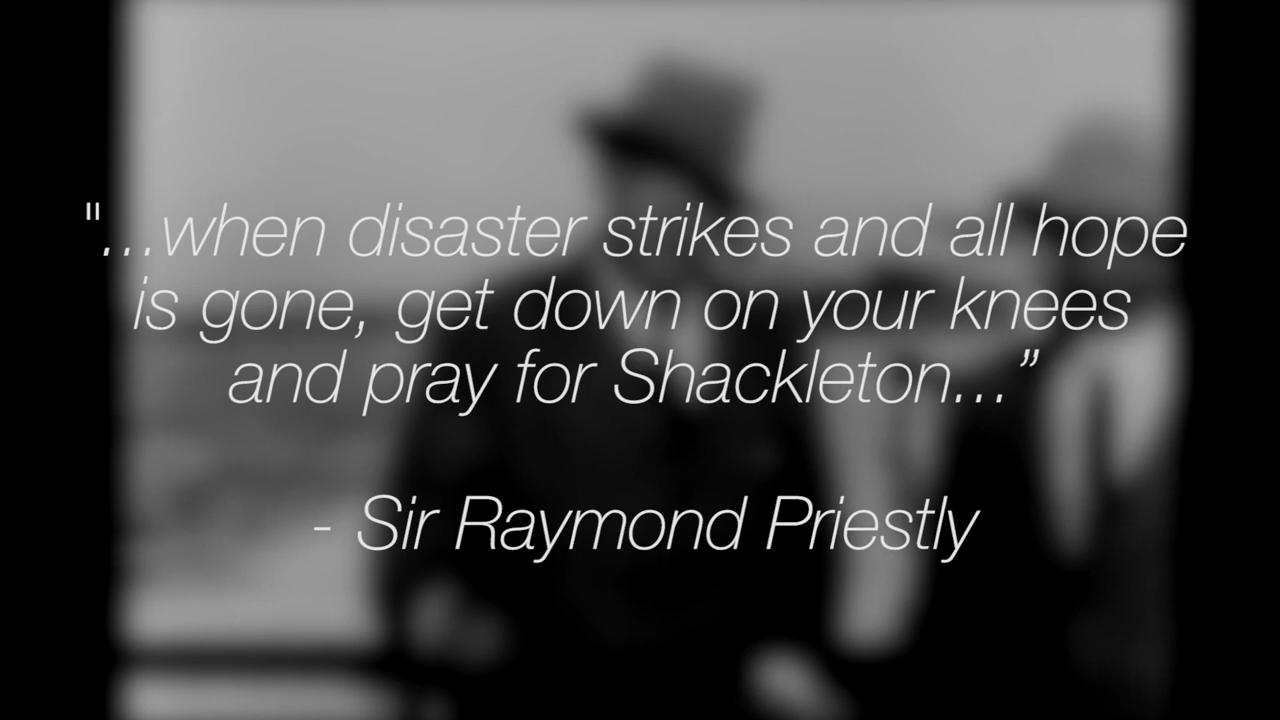 "...when disaster strikes and all hope
is gone, get down on your knees
and pray for Shackleton...”
- Sir Raymond Priestly